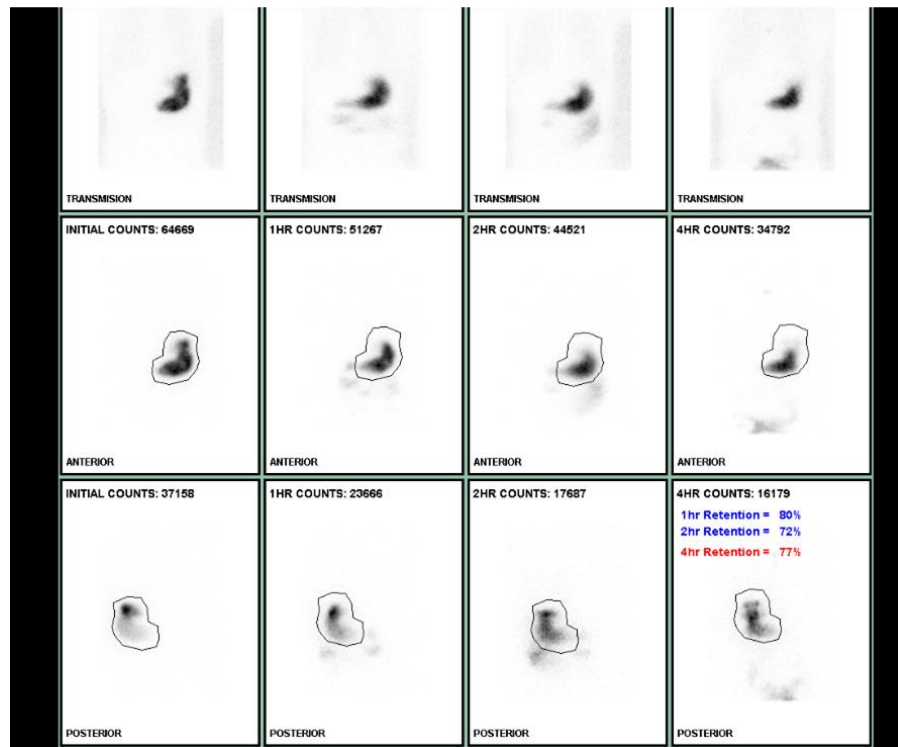 TRANSMISION
TRANSMISION
TRANSMISION
TRANSMISION
INITIAL COUNTS: 64669
1HR COUNTS: 51267
2HR COUNTS: 44521
4HR COUNTS: 34792
ANTERIOR
ANTERIOR
ANTERIOR
ANTERIOR
INITIAL COUNTS: 37158
1HR COUNTS: 23666
2HR COUNTS: 17687
4HR COUNTS: 16179
1hr Retention = 80%
2hr Retention = 72%
4hr Retention = 77%
POSTERIOR
POSTERIOR
POSTERIOR
POSTERIOR